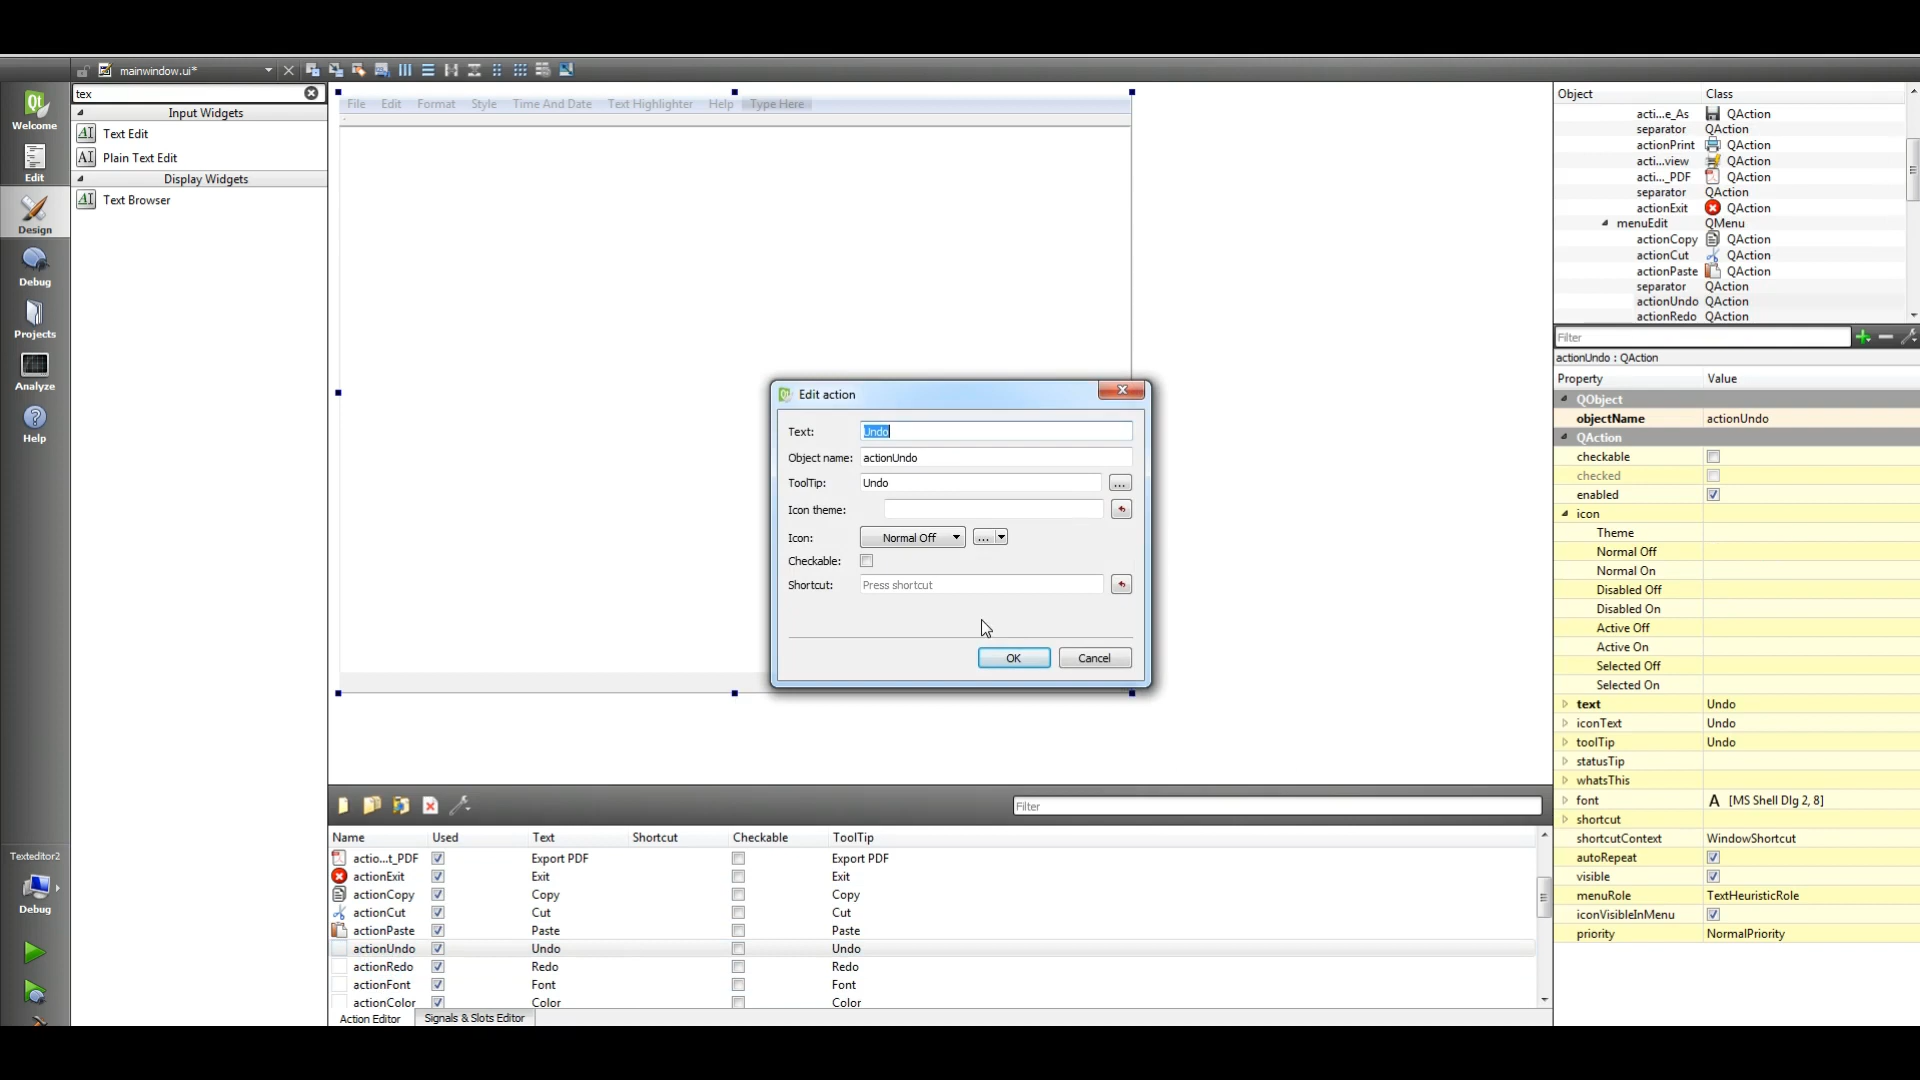 mainwindow.ui*
Welcome
Edit
Design
Debug
Projects
Analyze
Help
Texteditor2
Debug
tex
Input Widgets
Text Edit
Plain Text Edit
Display Widgets
Text Browser
File Edit Format Style Time And Date Text Highlighter Help Type Here
Edit action
Text: Undo
Object name: actionUndo
ToolTip: Undo ...
Icon theme:
Icon: Normal Off ...
Checkable:
Shortcut: Press shortcut
OK Cancel
Filter
Name Used Text Shortcut Checkable ToolTip
actio...t_PDF Export PDF Export PDF
actionExit Exit Exit
actionCopy Copy Copy
actionCut Cut Cut
actionPaste Paste Paste
actionUndo Undo Undo
actionRedo Redo Redo
actionFont Font Font
actionColor Color Color
Action Editor Signals & Slots Editor
Object Class
acti...e_As QAction
separator QAction
actionPrint QAction
acti...view QAction
acti..._PDF QAction
separator QAction
actionExit QAction
menuEdit QMenu
actionCopy QAction
actionCut QAction
actionPaste QAction
separator QAction
actionUndo QAction
actionRedo QAction
Filter
actionUndo : QAction
Property Value
QObject
objectName actionUndo
QAction
checkable
checked
enabled
icon
Theme
Normal Off
Normal On
Disabled Off
Disabled On
Active Off
Active On
Selected Off
Selected On
text Undo
iconText Undo
toolTip Undo
statusTip
whatsThis
font A [MS Shell Dlg 2, 8]
shortcut
shortcutContext WindowShortcut
autoRepeat
visible
menuRole TextHeuristicRole
iconVisibleInMenu
priority NormalPriority